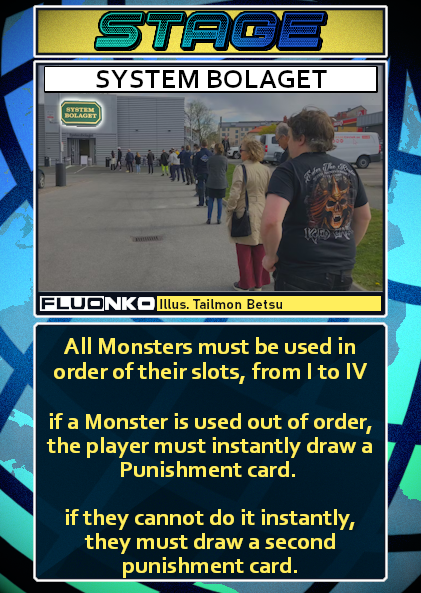 STAGE
SYSTEM BOLAGET
SYSTEM
BOLAGET
FLUONKO Illus. Tailmon Betsu
All Monsters must be used in
order of their slots, from I to IV
if a Monster is used out of order,
the player must instantly draw a
Punishment card.
if they cannot do it instantly,
they must draw a second
punishment card.